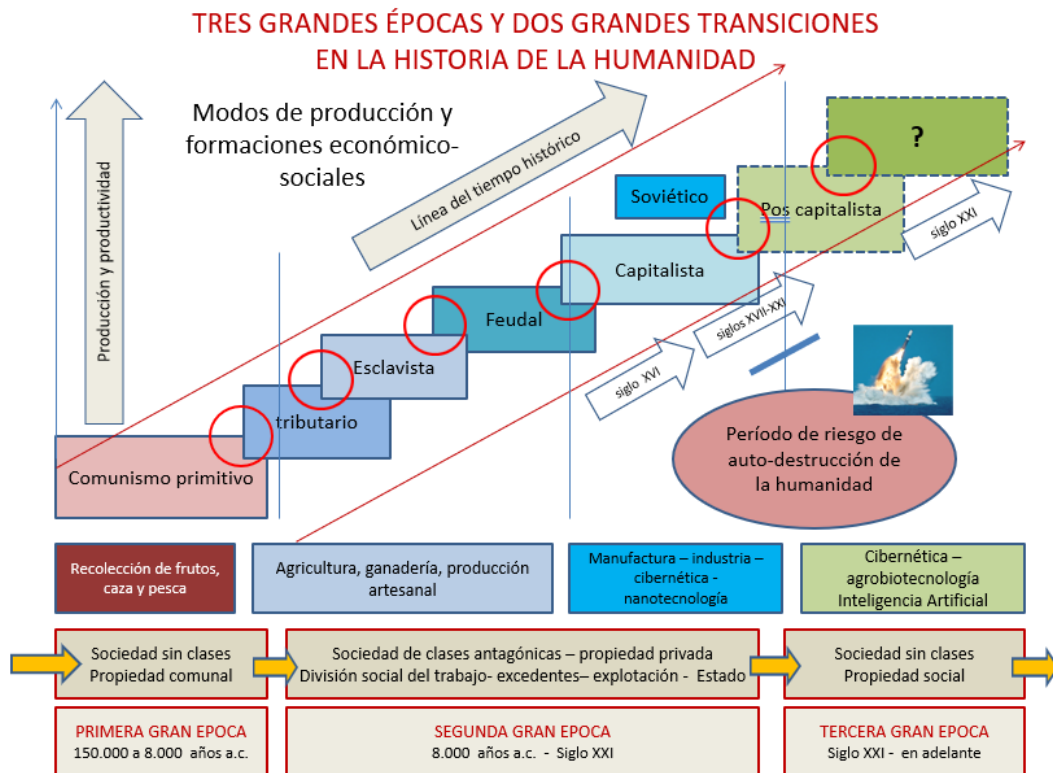 TRES GRANDES ÉPOCAS Y DOS GRANDES TRANSICIONES
EN LA HISTORIA DE LA HUMANIDAD
Producción y productividad
Modos de producción y
formaciones económico-
sociales
Línea del tiempo histórico
?
Soviético
Pos capitalista
siglo XXI
Capitalista
siglos XVII-XXI
Feudal
siglo XVI
Esclavista
tributario
Comunismo primitivo
Período de riesgo de
auto-destrucción de
la humanidad
Recolección de frutos,
caza y pesca
Agricultura, ganadería, producción
artesanal
Manufactura – industria –
cibernética -
nanotecnología
Cibernética –
agrobiotecnología
Inteligencia Artificial
Sociedad sin clases
Propiedad comunal
Sociedad de clases antagónicas – propiedad privada
División social del trabajo- excedentes– explotación - Estado
Sociedad sin clases
Propiedad social
PRIMERA GRAN EPOCA
150.000 a 8.000 años a.c.
SEGUNDA GRAN EPOCA
8.000 años a.c. - Siglo XXI
TERCERA GRAN EPOCA
Siglo XXI - en adelante